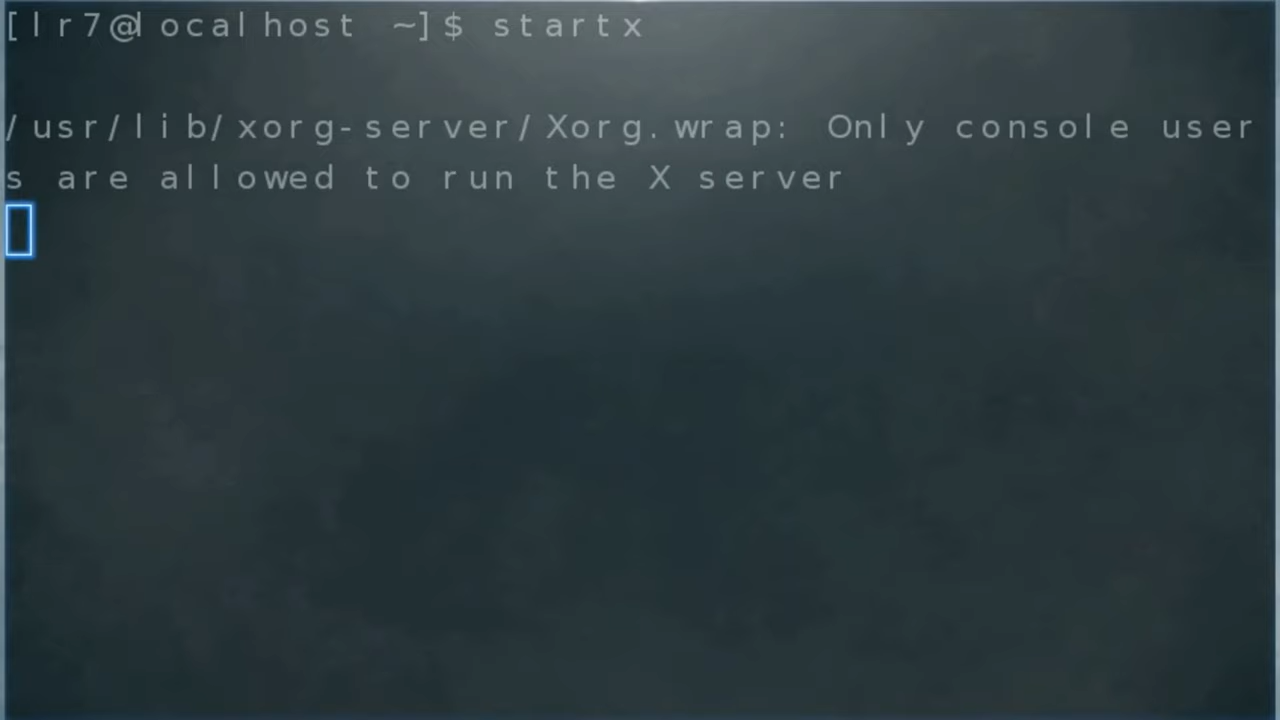 [lr7@localhost ~]$ startx
/usr/lib/xorg-server/Xorg.wrap: Only console user
s are allowed to run the X server